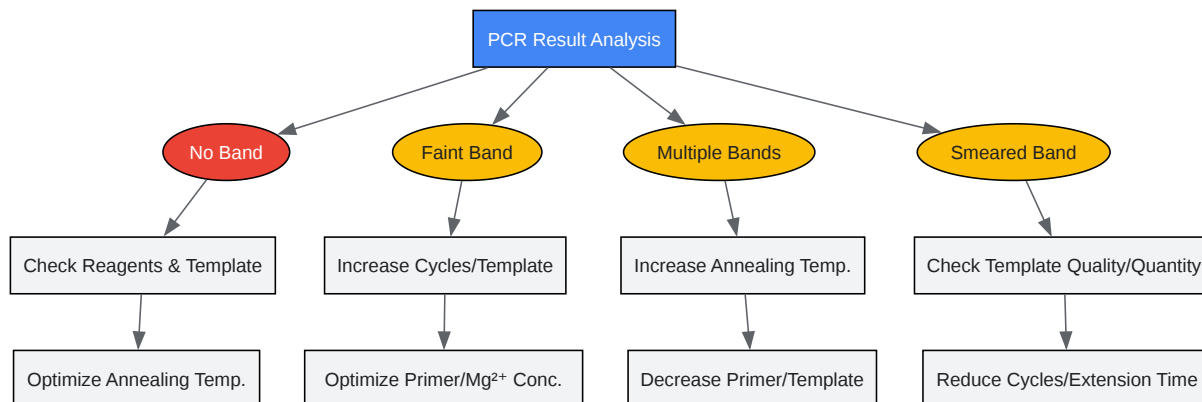 PCR Result Analysis
No Band
Faint Band
Multiple Bands
Smeared Band
Check Reagents & Template
Increase Cycles/Template
Increase Annealing Temp.
Check Template Quality/Quantity
Optimize Annealing Temp.
Optimize Primer/Mg²⁺ Conc.
Decrease Primer/Template
Reduce Cycles/Extension Time